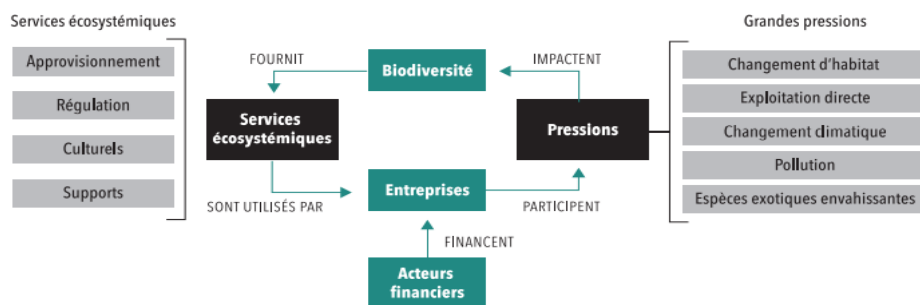 Services écosystémiques
Grandes pressions
Approvisionnement
Régulation
Culturels
Supports
FOURNIT
Biodiversité
IMPACTENT
Services
écosystémiques
Pressions
SONT UTILISÉS PAR
Entreprises
PARTICIPENT
FINANCENT
Acteurs
financiers
Changement d'habitat
Exploitation directe
Changement climatique
Pollution
Espèces exotiques envahissantes